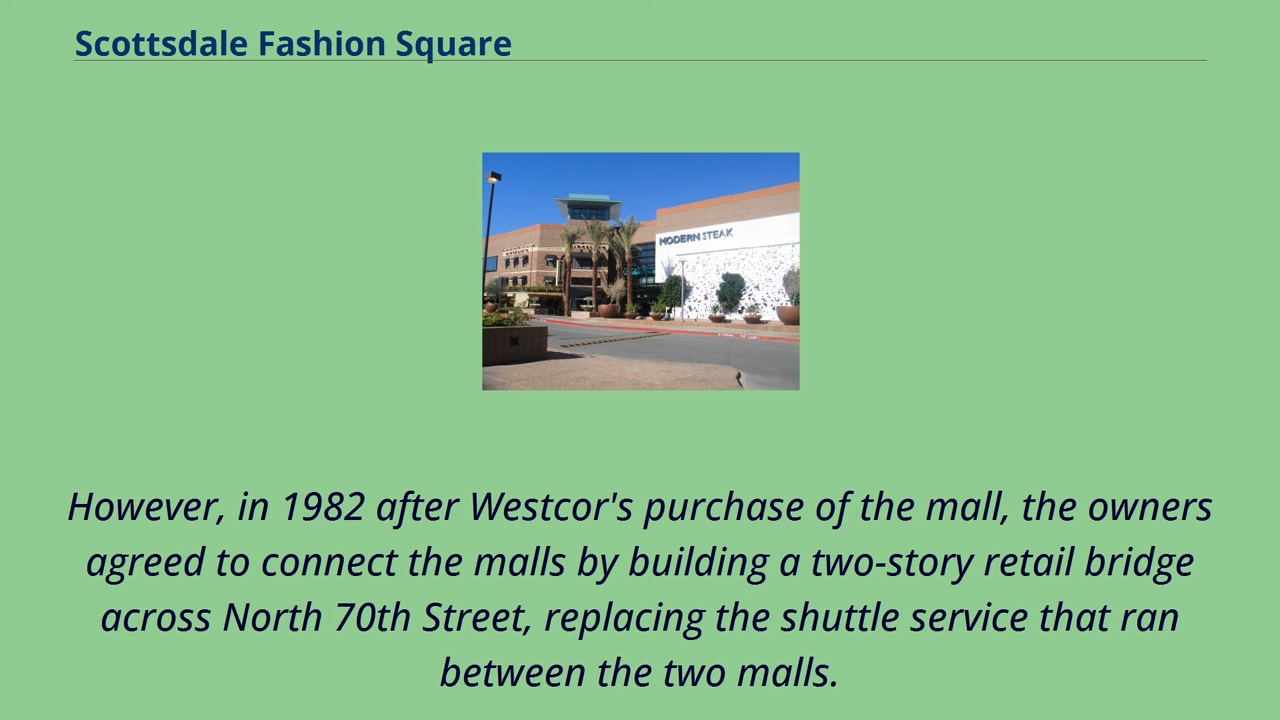 Scottsdale Fashion Square
MODERN STEAK
However, in 1982 after Westcor's purchase of the mall, the owners
agreed to connect the malls by building a two-story retail bridge
across North 70th Street, replacing the shuttle service that ran
between the two malls.